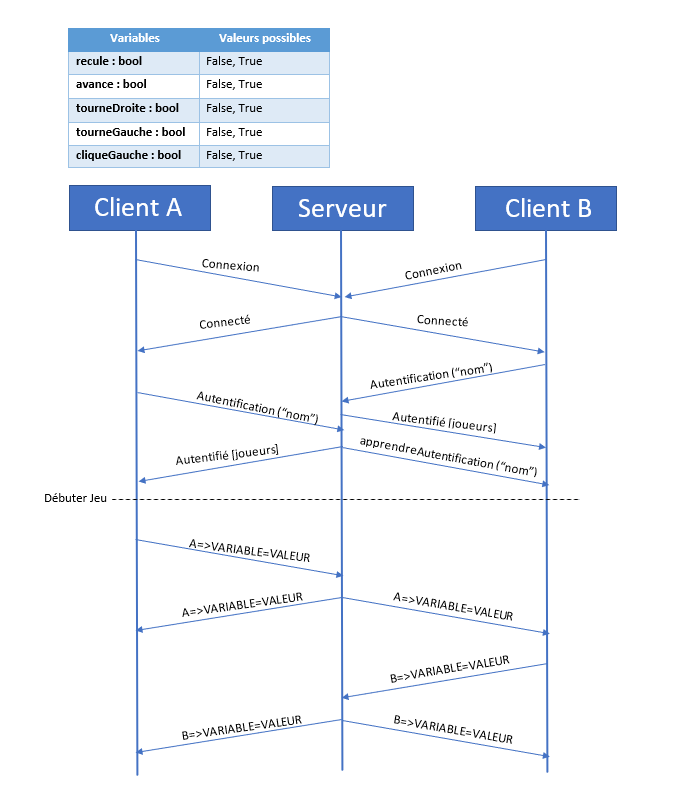 Variables Valeurs possibles
recule : bool False, True
avance : bool False, True
tourneDroite : bool False, True
tourneGauche : bool False, True
cliqueGauche : bool False, True
Client A Serveur Client B
Connexion Connexion
Connecté Connecté
Autentification (“nom”)
Autentification (“nom”)
Autentifié [joueurs]
Autentifié [joueurs] apprendreAutentification (“nom”)
Débuter Jeu
A=>VARIABLE=VALEUR
A=>VARIABLE=VALEUR A=>VARIABLE=VALEUR
B=>VARIABLE=VALEUR
B=>VARIABLE=VALEUR B=>VARIABLE=VALEUR